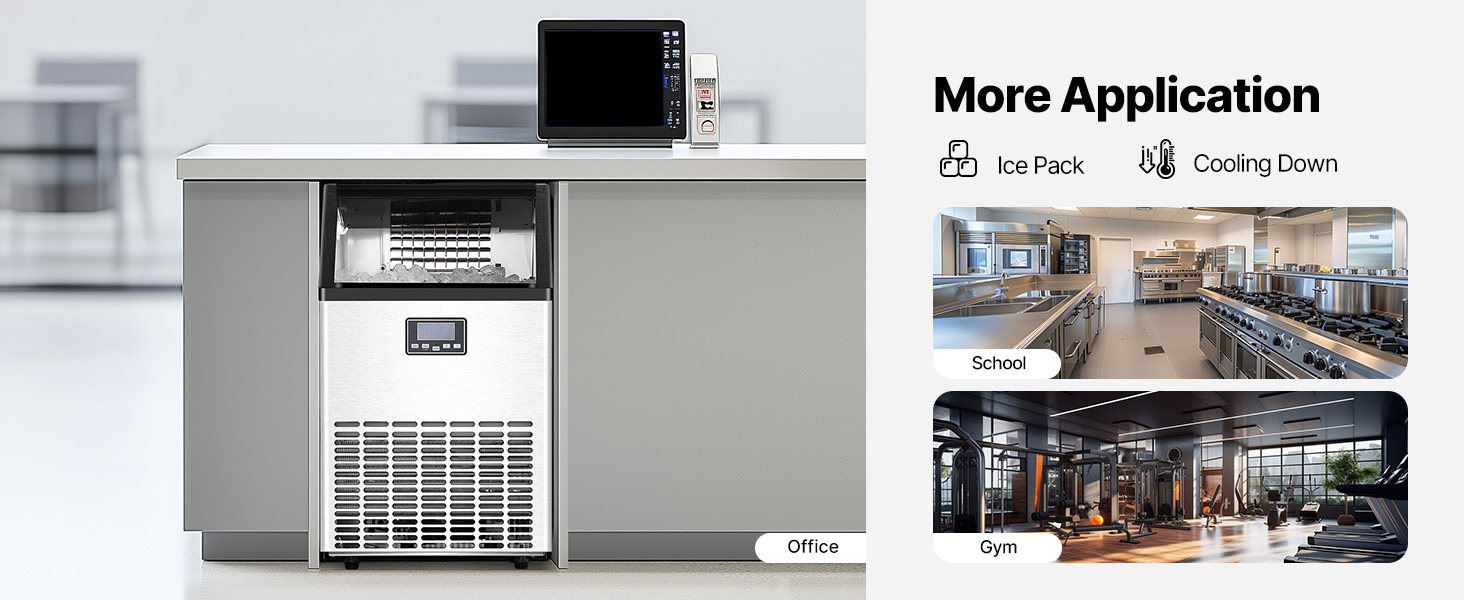 More Application
Ice Pack
Cooling Down
School
Gym
Office